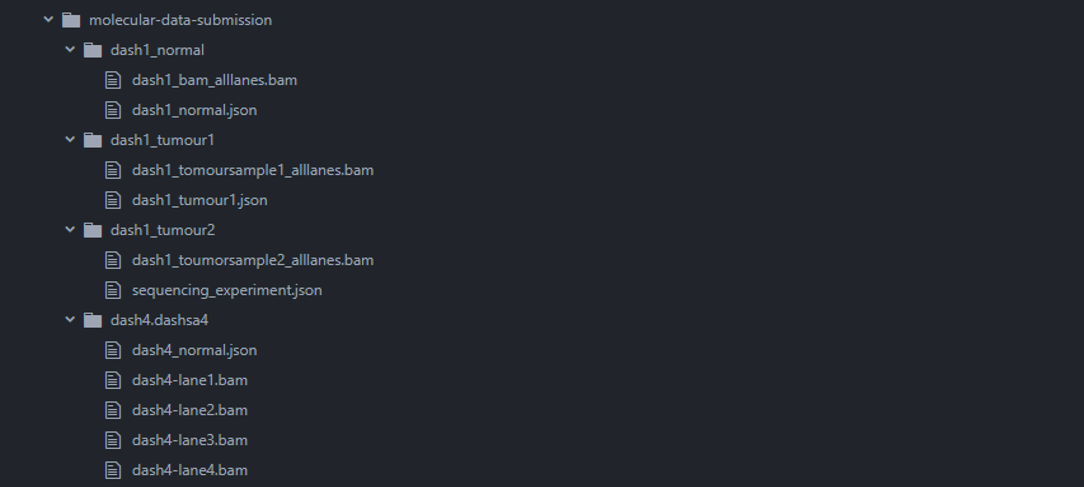 molecular-data-submission
dash1_normal
dash1_bam_alllanes.bam
dash1_normal.json
dash1_tumour1
dash1_tomoursample1_alllanes.bam
dash1_tumour1.json
dash1_tumour2
dash1_toumorsample2_alllanes.bam
sequencing_experiment.json
dash4.dashsa4
dash4_normal.json
dash4-lane1.bam
dash4-lane2.bam
dash4-lane3.bam
dash4-lane4.bam